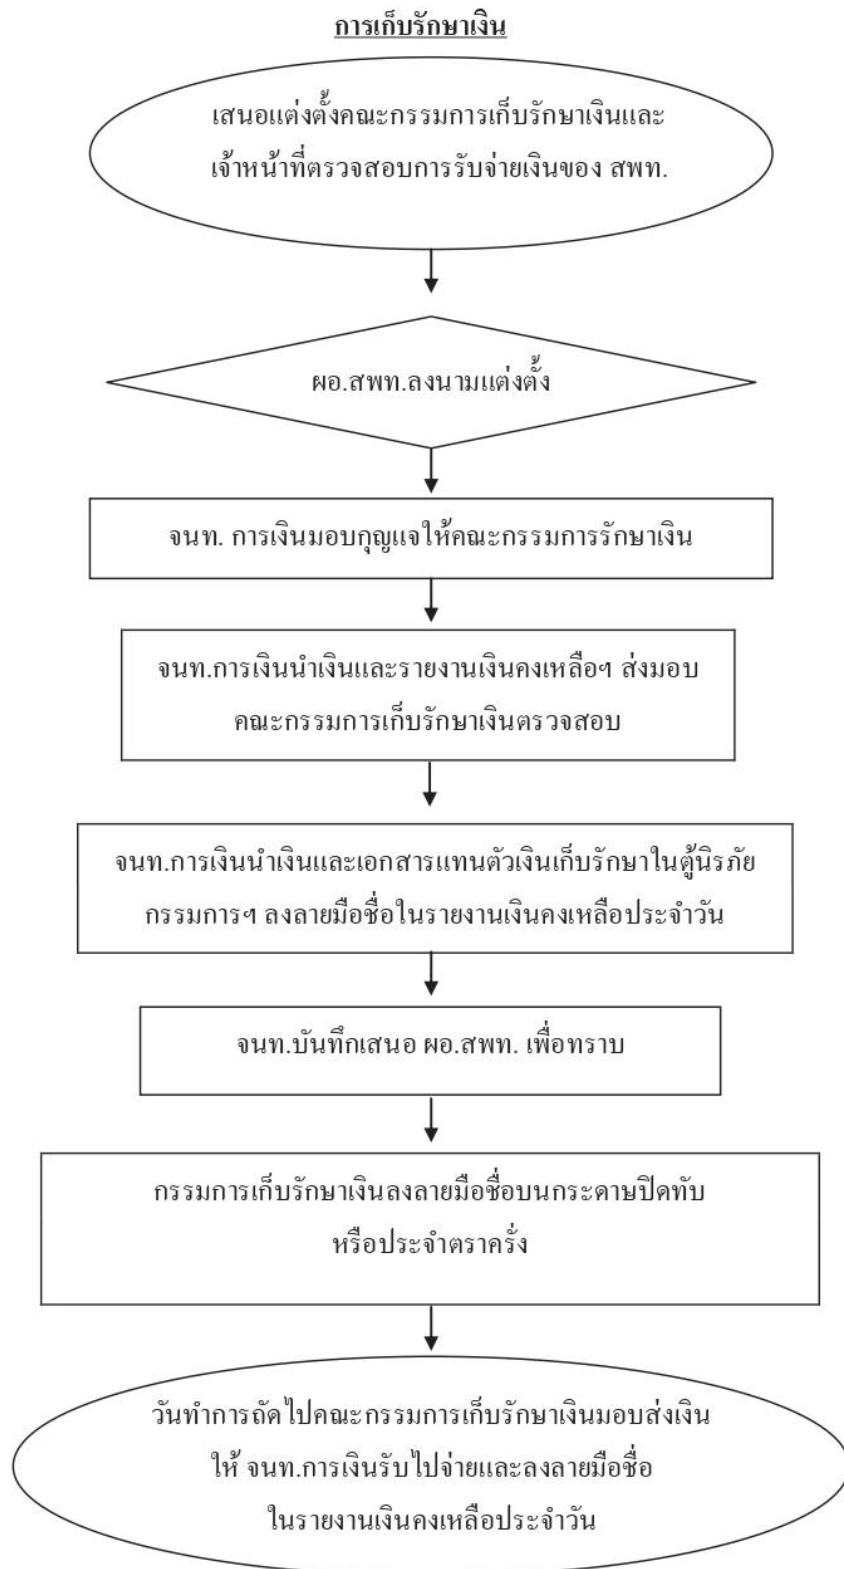 การเก็บรักษาเงิน
เสนอแต่งตั้งคณะกรรมการเก็บรักษาเงินและ
เจ้าหน้าที่ตรวจสอบการรับจ่ายเงินของ สพท.
ผอ.สพท.ลงนามแต่งตั้ง
จนท. การเงินมอบกุญแจให้คณะกรรมการรักษาเงิน
จนท.การเงินนำเงินและรายงานเงินคงเหลือฯ ส่งมอบ
คณะกรรมการเก็บรักษาเงินตรวจสอบ
จนท.การเงินนำเงินและเอกสารแทนตัวเงินเก็บรักษาในตู้นิรภัย
กรรมการฯ ลงลายมือชื่อในรายงานเงินคงเหลือประจำวัน
จนท.บันทึกเสนอ ผอ.สพท. เพื่อทราบ
กรรมการเก็บรักษาเงินลงลายมือชื่อบนกระดาษปิดทับ
หรือประจำตราครั่ง
วันทำการถัดไปคณะกรรมการเก็บรักษาเงินมอบส่งเงิน
ให้ จนท.การเงินรับไปจ่ายและลงลายมือชื่อ
ในรายงานเงินคงเหลือประจำวัน